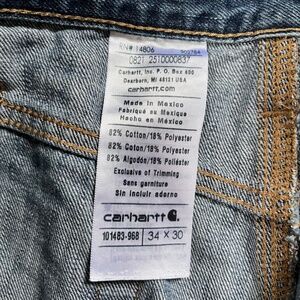 RN# 14806
0821 2510000837
Carhartt, Inc. P.O. Box 600
Dearborn, MI 48121 USA
carhartt.com
Made in Mexico
Fabriqué au Mexique
Hecho en México
82% Cotton/18% Polyester
82% Coton/18% Polyester
82% Algodón/18% Poliéster
Exclusive of Trimming
Sans garniture
Sin incluir adorno
carhartt
101483-968 34 x 30